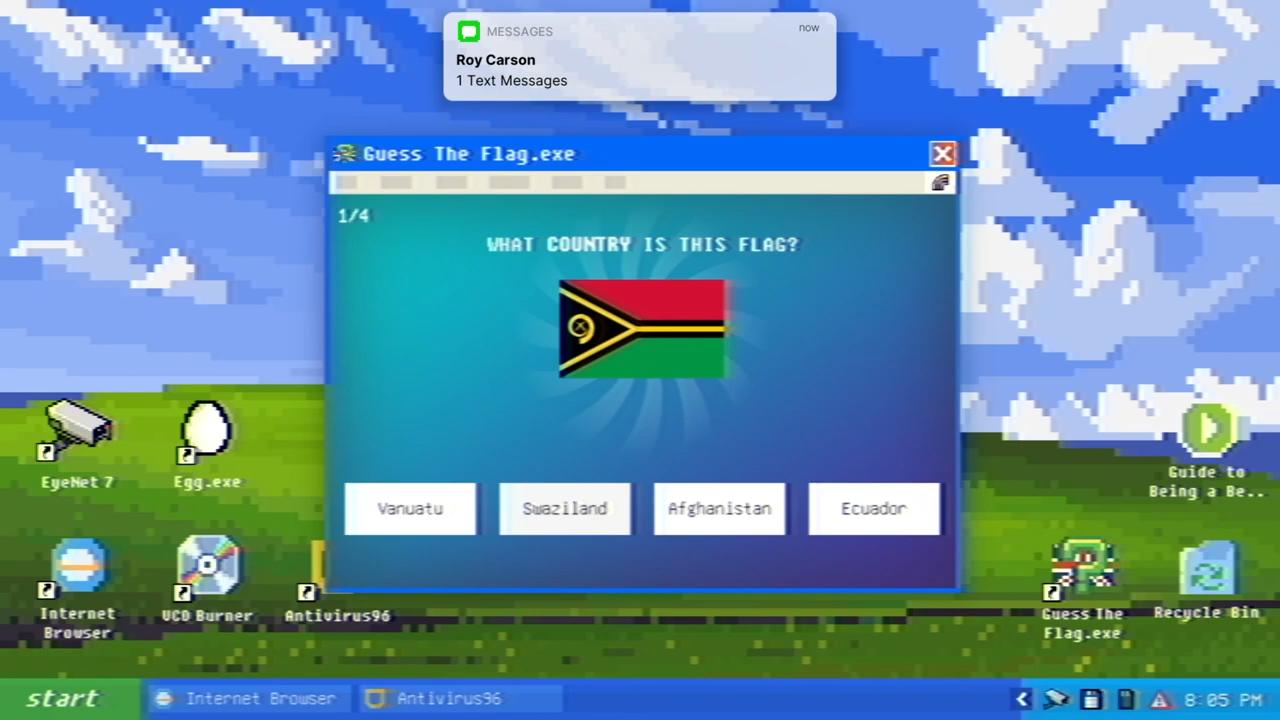 MESSAGES
now
Roy Carson
1 Text Messages
Guess The Flag.exe
1/4
WHAT COUNTRY IS THIS FLAG?
Vanuatu
Swaziland
Afghanistan
Ecuador
EyeNet 7
Egg.exe
Guide to
Being a Be..
Internet
Browser
VCD Burner
Antivirus96
Guess The
Flag.exe
Recycle Bin
start
Internet Browser
Antivirus96
8:05 PM